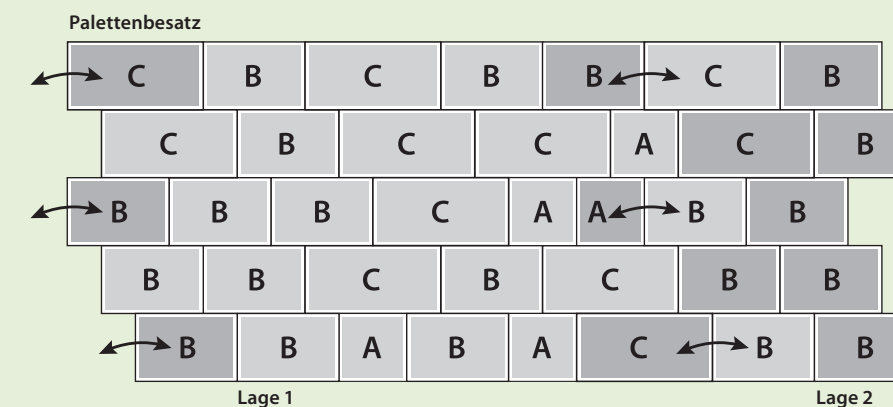 Palettenbesatz
C B C B B C B
C B C C A C B
B B B C A A B B
B B C B C B B
B B A B A C B B
Lage 1 Lage 2